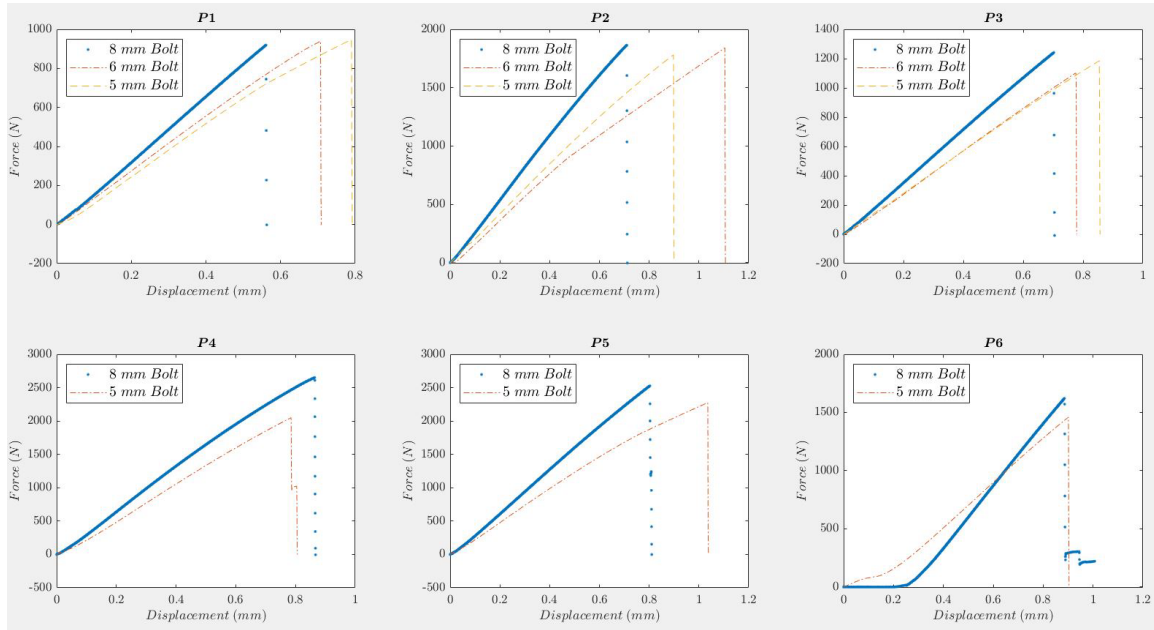 P1
1000
800
600
400
200
0
-200
Force (N)
8 mm Bolt
6 mm Bolt
5 mm Bolt
0 0.2 0.4 0.6 0.8
Displacement (mm)
P2
2000
1500
1000
500
0
Force (N)
8 mm Bolt
6 mm Bolt
5 mm Bolt
0 0.2 0.4 0.6 0.8 1 1.2
Displacement (mm)
P3
1400
1200
1000
800
600
400
200
0
-200
Force (N)
8 mm Bolt
6 mm Bolt
5 mm Bolt
0 0.2 0.4 0.6 0.8 1
Displacement (mm)
P4
3000
2500
2000
1500
1000
500
0
-500
Force (N)
8 mm Bolt
5 mm Bolt
0 0.2 0.4 0.6 0.8 1
Displacement (mm)
P5
3000
2500
2000
1500
1000
500
0
-500
Force (N)
8 mm Bolt
5 mm Bolt
0 0.2 0.4 0.6 0.8 1 1.2
Displacement (mm)
P6
2000
1500
1000
500
0
Force (N)
8 mm Bolt
5 mm Bolt
0 0.2 0.4 0.6 0.8 1 1.2
Displacement (mm)